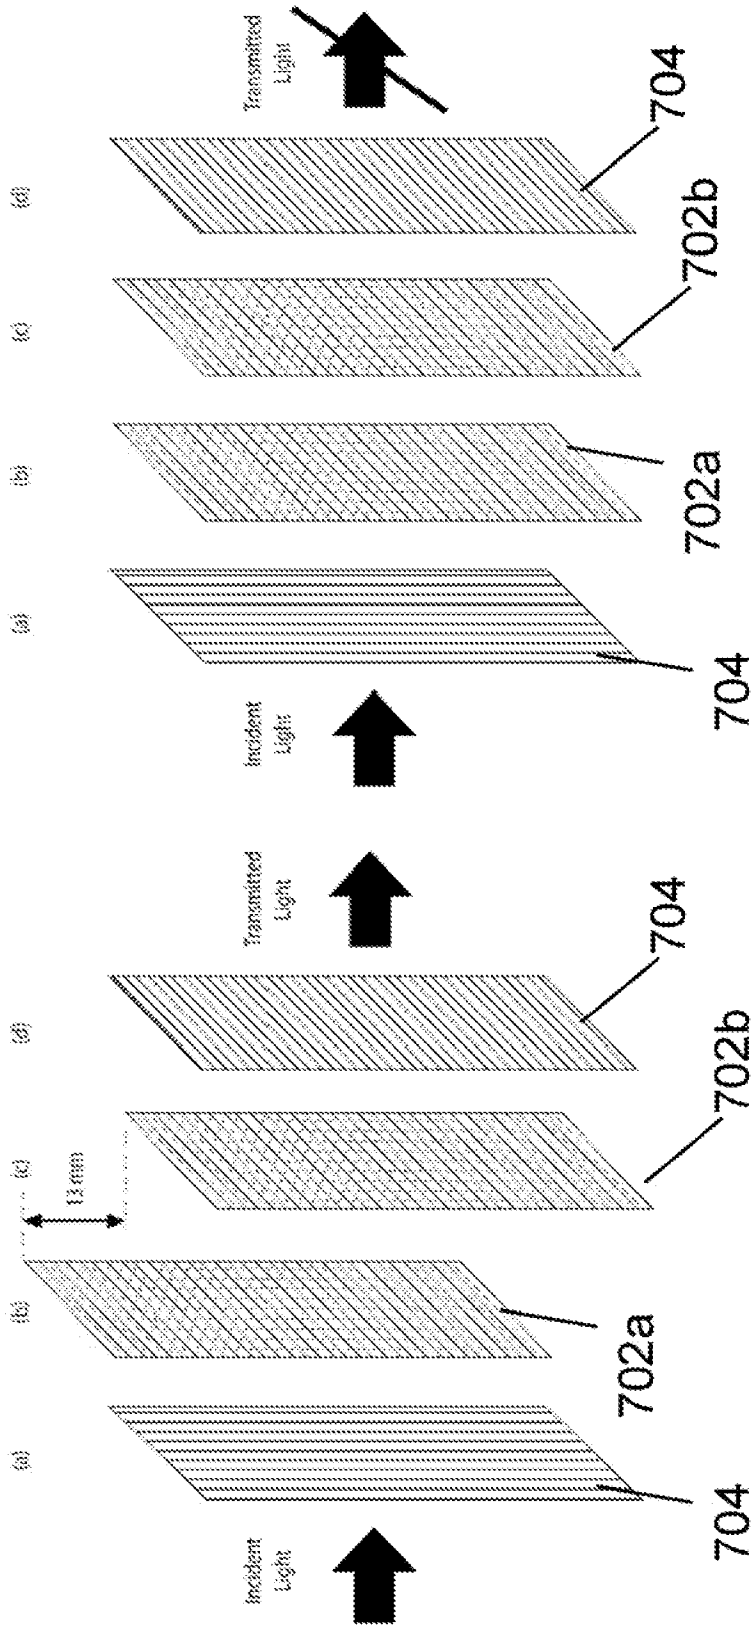 (a)
(b)
(c)
(d)
13 mm
Incident
Light
Transmitted
Light
704
702a
702b
704
(a)
(b)
(c)
(d)
Incident
Light
Transmitted
Light
704
702a
702b
704